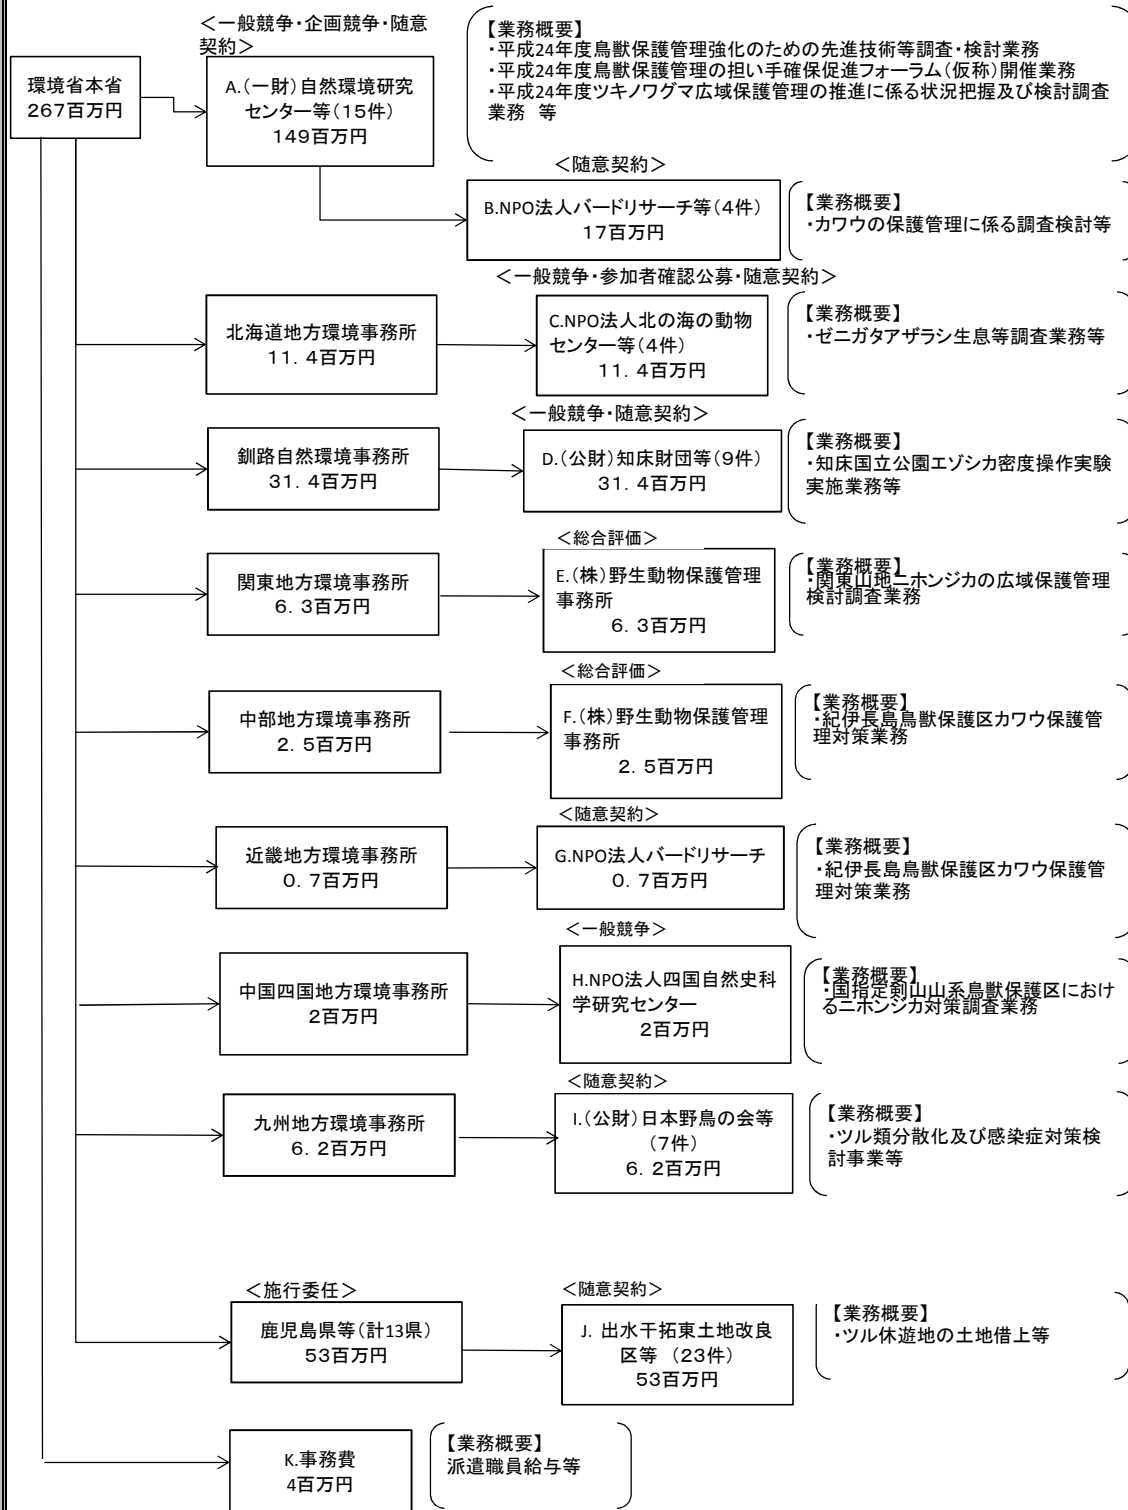 環境省本省
267百万円
＜一般競争・企画競争・随意
契約＞
A.(一財)自然環境研究
センター等(15件)
149百万円
【業務概要】
・平成24年度鳥獣保護管理強化のための先進技術等調査・検討業務
・平成24年度鳥獣保護管理の担い手確保促進フォーラム(仮称)開催業務
・平成24年度ツキノワグマ広域保護管理の推進に係る状況把握及び検討調査
業務 等
＜随意契約＞
B.NPO法人バードリサーチ等(4件)
17百万円
【業務概要】
・カワウの保護管理に係る調査検討等
北海道地方環境事務所
11．4百万円
＜一般競争・参加者確認公募・随意契約＞
C.NPO法人北の海の動物
センター等(4件)
11．4百万円
【業務概要】
・ゼニガタアザラシ生息等調査業務等
釧路自然環境事務所
31．4百万円
＜一般競争・随意契約＞
D.(公財)知床財団等(9件)
31．4百万円
【業務概要】
・知床国立公園エゾシカ密度操作実験
実施業務等
関東地方環境事務所
6．3百万円
＜総合評価＞
E.(株)野生動物保護管理
事務所
6．3百万円
【業務概要】
・関東山地ニホンジカの広域保護管理
検討調査業務
中部地方環境事務所
2．5百万円
＜総合評価＞
F.(株)野生動物保護管理
事務所
2．5百万円
【業務概要】
・紀伊長島鳥獣保護区カワウ保護管
理対策業務
近畿地方環境事務所
0．7百万円
＜随意契約＞
G.NPO法人バードリサーチ
0．7百万円
【業務概要】
・紀伊長島鳥獣保護区カワウ保護管
理対策業務
中国四国地方環境事務所
2百万円
＜一般競争＞
H.NPO法人四国自然史科
学研究センター
2百万円
【業務概要】
・国指定剣山山系鳥獣保護区におけ
るニホンジカ対策調査業務
九州地方環境事務所
6．2百万円
＜随意契約＞
I.(公財)日本野鳥の会等
(7件)
6．2百万円
【業務概要】
・ツル類分散化及び感染症対策検
討事業等
＜施行委任＞
鹿児島県等(計13県)
53百万円
＜随意契約＞
J. 出水干拓東土地改良
区等 (23件)
53百万円
【業務概要】
・ツル休遊地の土地借上等
K.事務費
4百万円
【業務概要】
派遣職員給与等